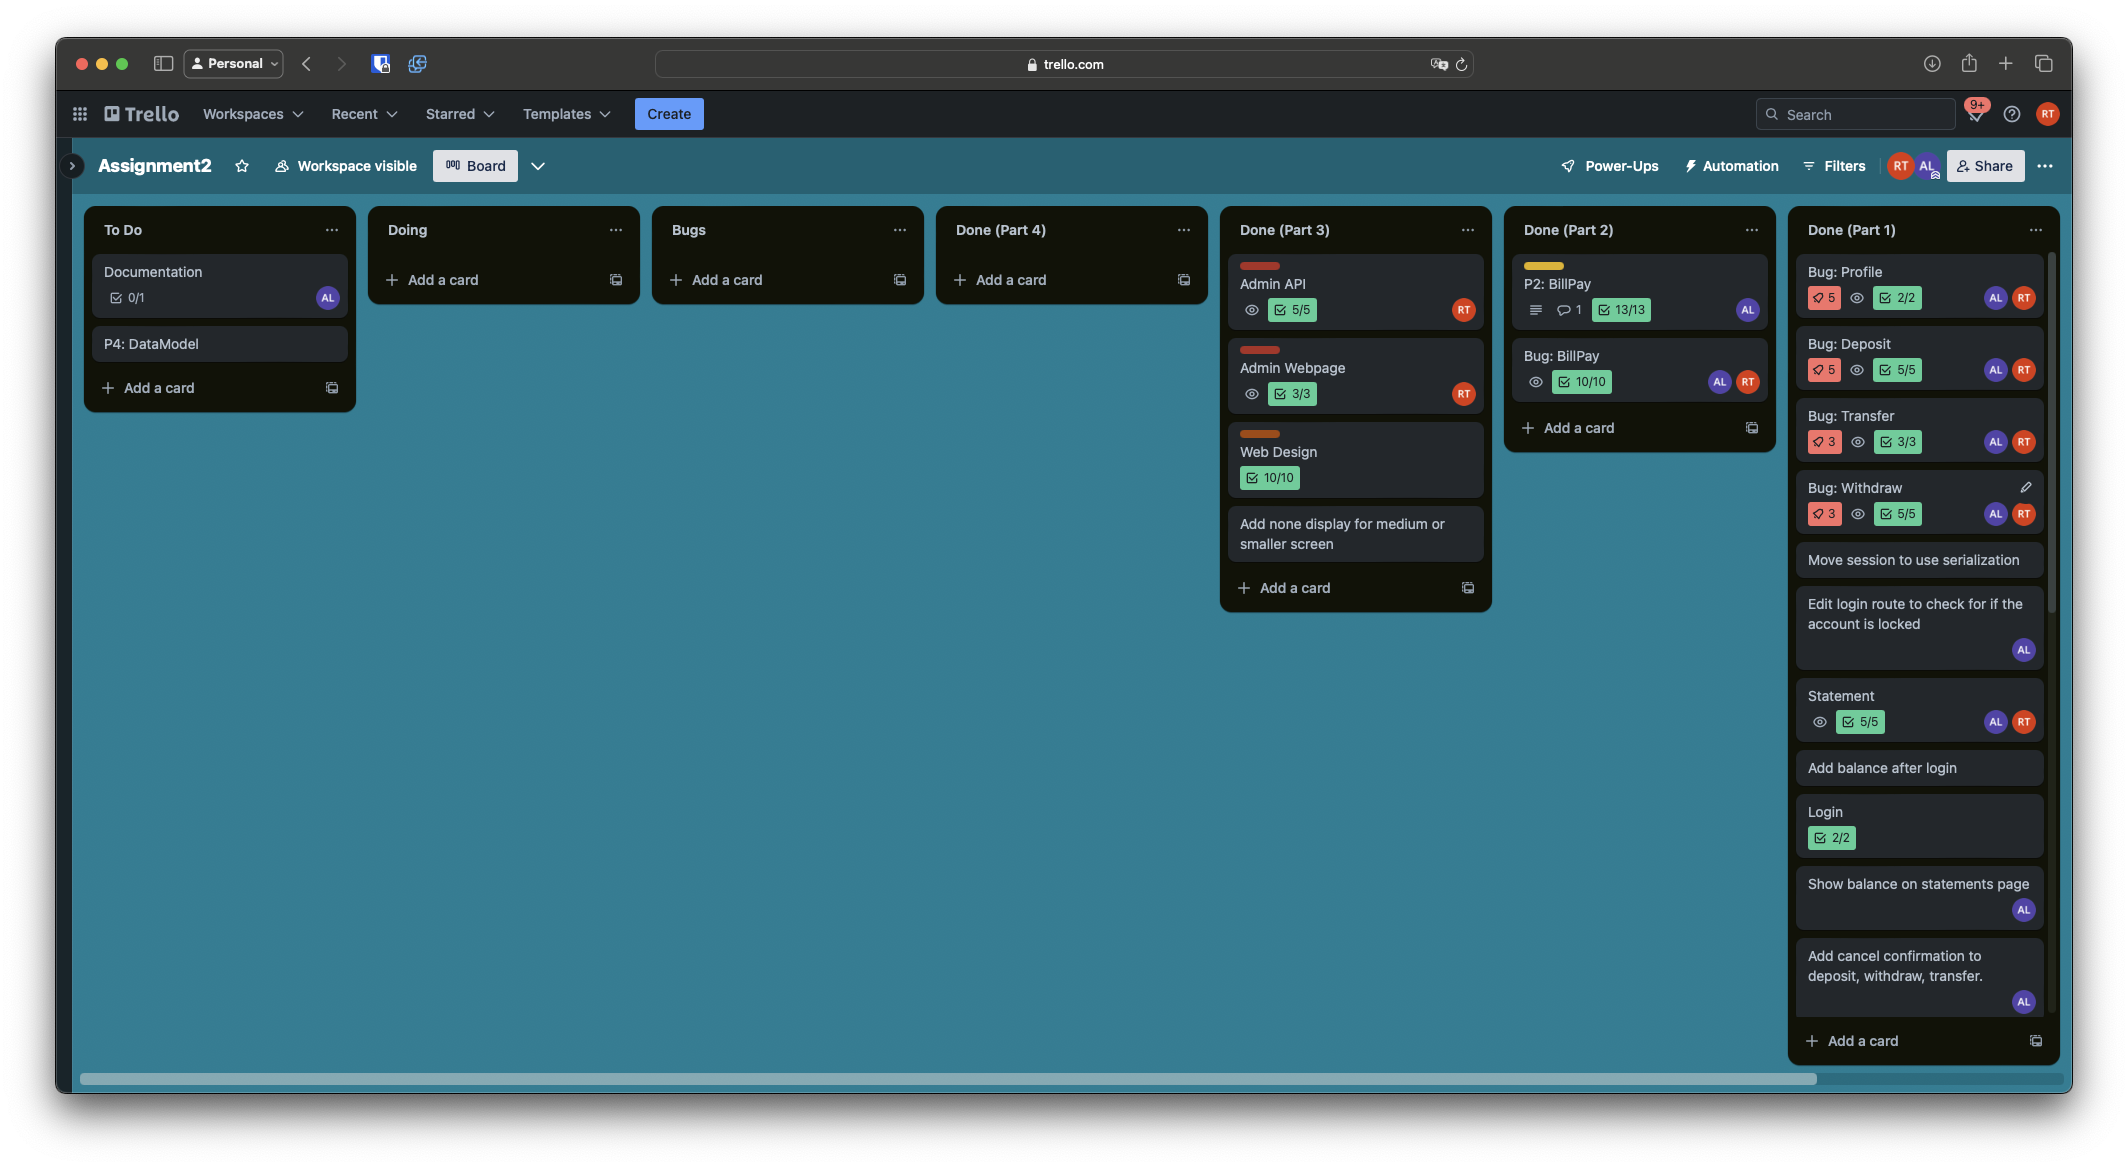 Personal
trello.com
Trello
Workspaces
Recent
Starred
Templates
Create
Search
9+
RT
Assignment2
Workspace visible
Board
Power-Ups
Automation
Filters
RT
AL
Share
To Do
Documentation
0/1
AL
P4: DataModel
Add a card
Doing
Add a card
Bugs
Add a card
Done (Part 4)
Add a card
Done (Part 3)
Admin API
5/5
RT
Admin Webpage
3/3
RT
Web Design
10/10
Add none display for medium or
smaller screen
Add a card
Done (Part 2)
P2: BillPay
1
13/13
AL
Bug: BillPay
10/10
AL
RT
Add a card
Done (Part 1)
Bug: Profile
5
2/2
AL
RT
Bug: Deposit
5
5/5
AL
RT
Bug: Transfer
3
3/3
AL
RT
Bug: Withdraw
3
5/5
AL
RT
Move session to use serialization
Edit login route to check for if the
account is locked
AL
Statement
5/5
AL
RT
Add balance after login
Login
2/2
Show balance on statements page
AL
Add cancel confirmation to
deposit, withdraw, transfer.
AL
Add a card